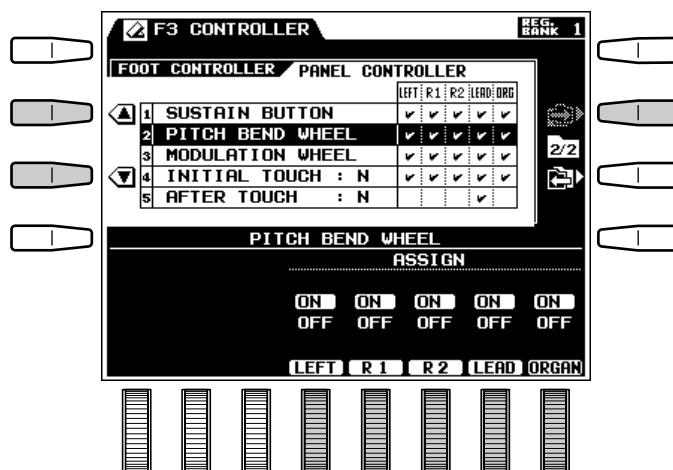 F3 CONTROLLER
REG. BANK 1
FOOT CONTROLLER PANEL CONTROLLER
LEFT R1 R2 LEAD ORG
1 SUSTAIN BUTTON
2 PITCH BEND WHEEL
3 MODULATION WHEEL
4 INITIAL TOUCH : N
5 AFTER TOUCH : N
2/2
PITCH BEND WHEEL
ASSIGN
ON ON ON ON ON
OFF OFF OFF OFF OFF
LEFT R 1 R 2 LEAD ORGAN